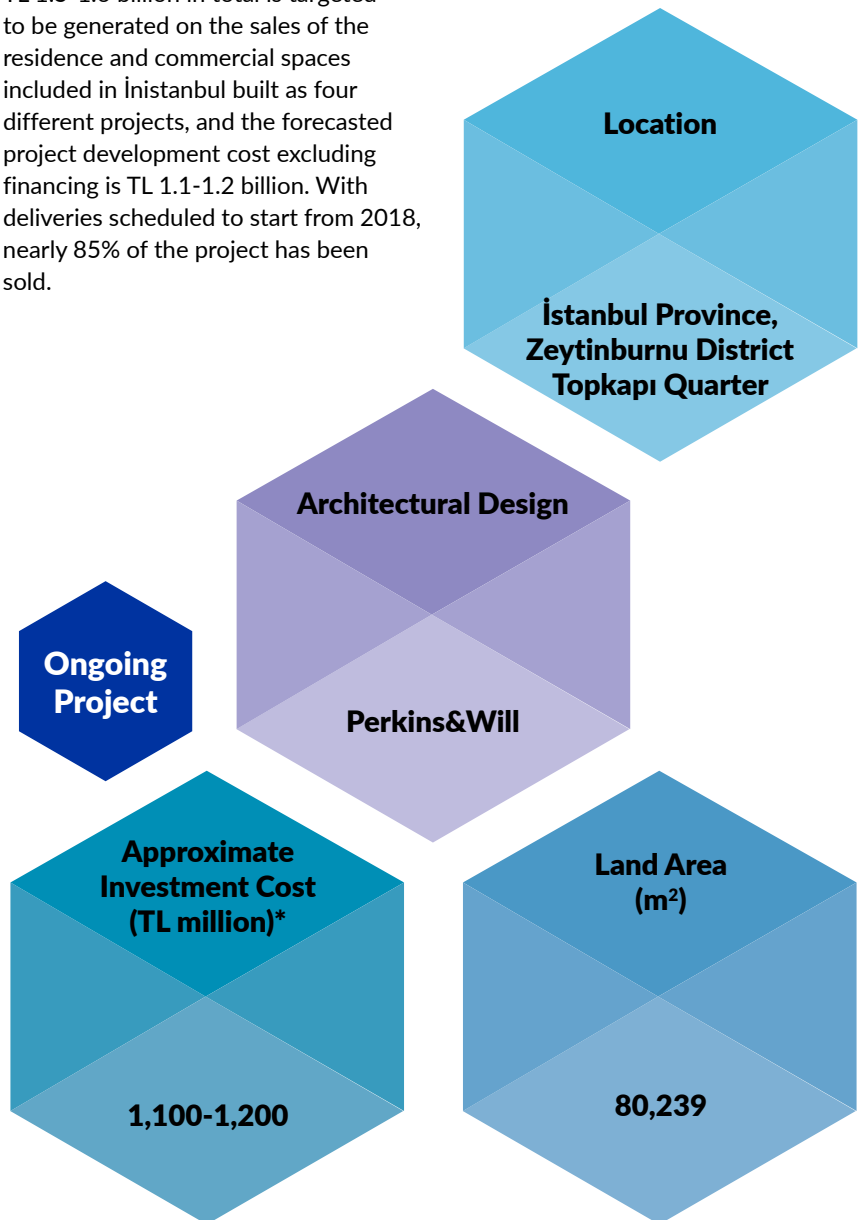 to be generated on the sales of the
residence and commercial spaces
included in İnistanbul built as four
different projects, and the forecasted
project development cost excluding
financing is TL 1.1-1.2 billion. With
deliveries scheduled to start from 2018,
nearly 85% of the project has been
sold.
Location
İstanbul Province,
Zeytinburnu District
Topkapı Quarter
Architectural Design
Perkins&Will
Ongoing
Project
Approximate
Investment Cost
(TL million)*
1,100-1,200
Land Area
(m²)
80,239